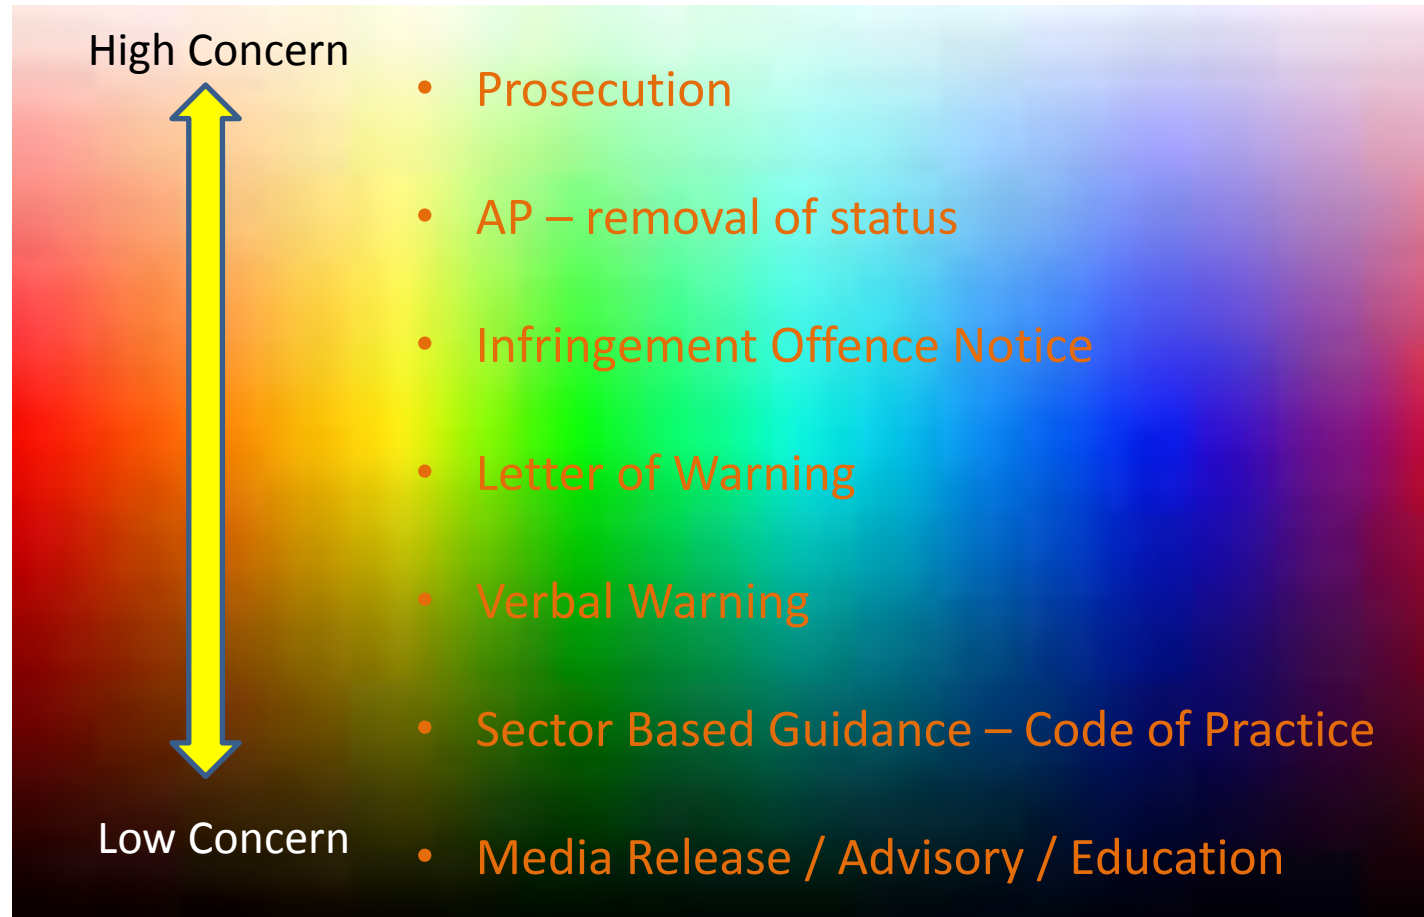 High Concern
• Prosecution
• AP – removal of status
• Infringement Offence Notice
• Letter of Warning
• Verbal Warning
• Sector Based Guidance – Code of Practice
Low Concern
• Media Release / Advisory / Education